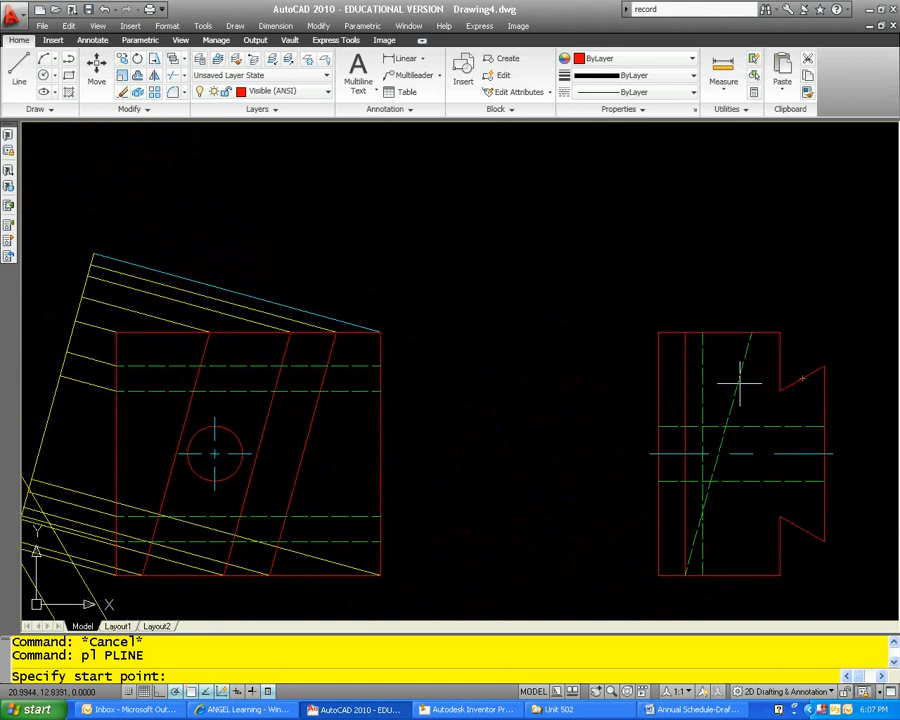 AutoCAD 2010 - EDUCATIONAL VERSION Drawing4.dwg
record
File Edit View Insert Format Tools Draw Dimension Modify Parametric Window Help Express Image
Home Insert Annotate Parametric View Manage Output Vault Express Tools Image
Line
Move
Unsaved Layer State
Visible (ANSI)
Multiline
Text
Linear
Multileader
Table
Insert
Create
Edit
Edit Attributes
ByLayer
ByLayer
ByLayer
Measure
Paste
Draw
Modify
Layers
Annotation
Block
Properties
Utilities
Clipboard
Y
X
Model Layout1 Layout2
Command: *Cancel*
Command: pl PLINE
Specify start point:
20.9944, 12.8391, 0.0000
MODEL
1:1
2D Drafting & Annotation
start
Inbox - Microsoft Out...
ANGEL Learning - Win...
AutoCAD 2010 - EDU...
Autodesk Inventor Pr...
Unit 502
Annual Schedule-Draf...
6:07 PM